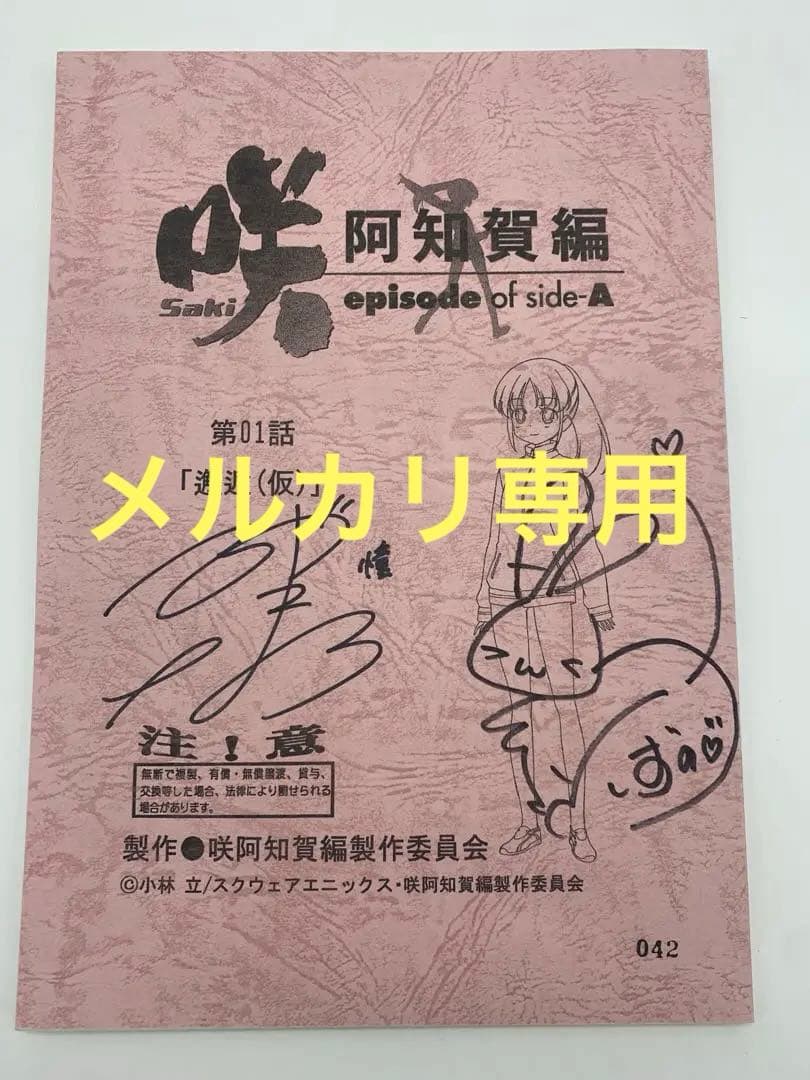 咲 阿知賀編
Saki episode of side-A
第01話
「邂逅(仮)」
メルカリ専用
憧
注!意
無断で複製、有償・無償譲渡、貸与、
交換等した場合、法律により罰せられる
場合があります。
製作●咲阿知賀編製作委員会
©小林 立/スクウェアエニックス・咲阿知賀編製作委員会
042